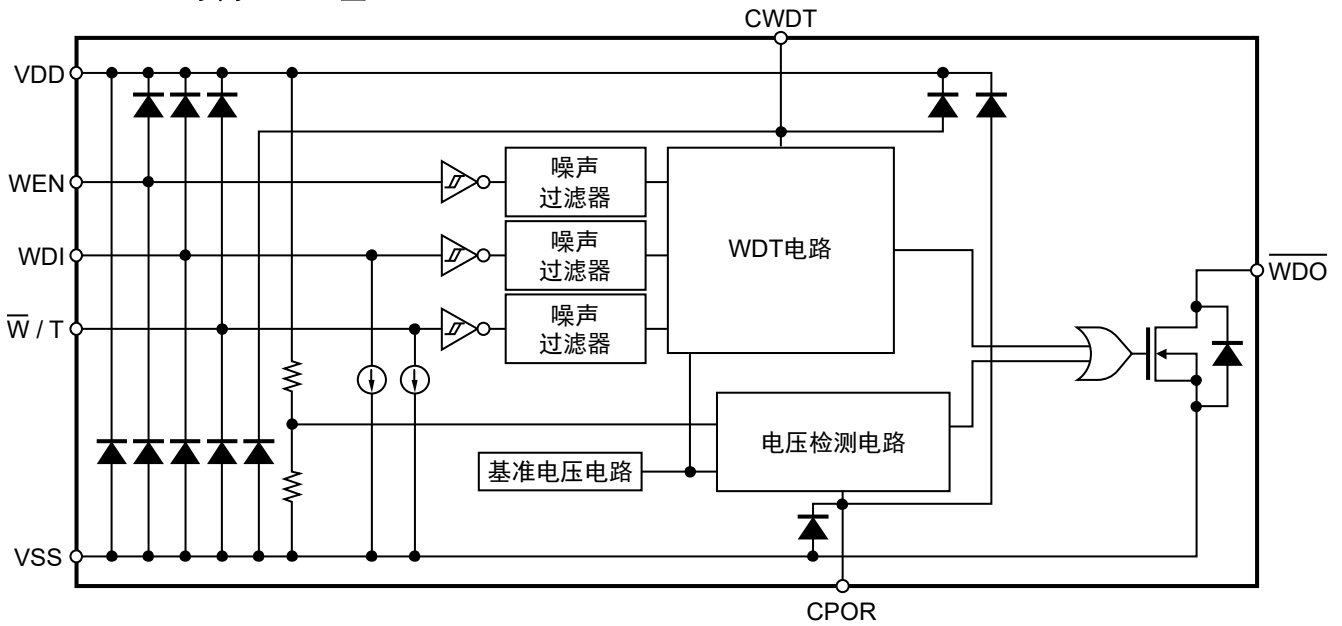 CWDT
VDD
WEN
噪声
过滤器
WDI
噪声
过滤器
WDT电路
W / T
噪声
过滤器
WDO
电压检测电路
基准电压电路
VSS
CPOR